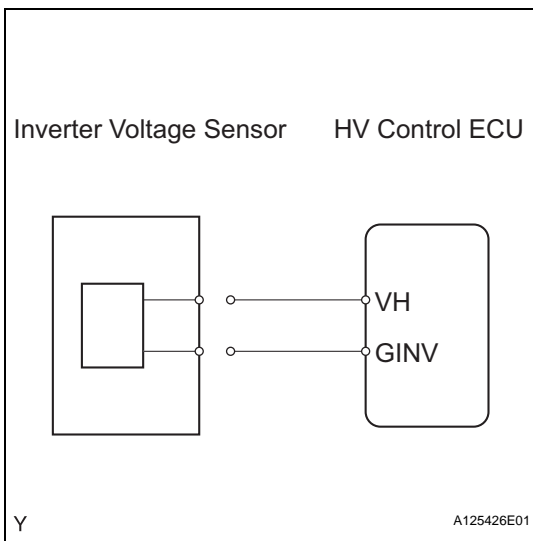 Inverter Voltage Sensor HV Control ECU
VH
GINV
Y A125426E01